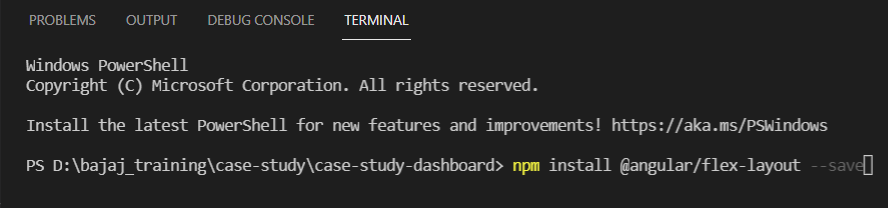 PROBLEMS OUTPUT DEBUG CONSOLE TERMINAL
Windows PowerShell
Copyright (C) Microsoft Corporation. All rights reserved.
Install the latest PowerShell for new features and improvements! https://aka.ms/PSWindows
PS D:\bajaj_training\case-study\case-study-dashboard> npm install @angular/flex-layout --save